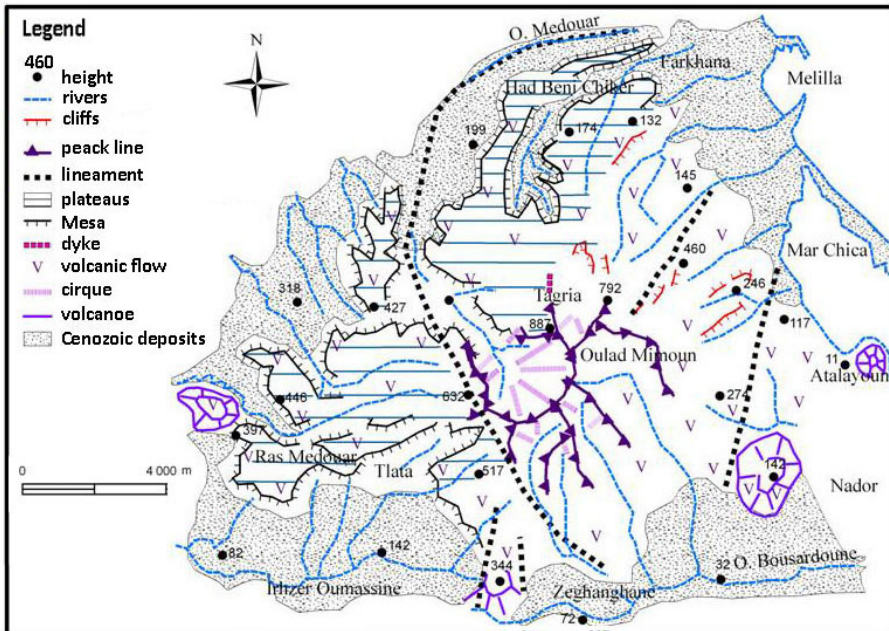 Legend
460
height
rivers
cliffs
peack line
lineament
plateaus
Mesa
dyke
V volcanic flow
cirque
volcanoe
Cenozoic deposits
N
0 4 000 m
O. Medouar
Farkhana
Melilla
Had Beni Chiker
199
174
132
145
Mar Chica
460
246
318
427
Tagria
792
117
887
Oulad Mimoun
11
Atalayoun
446
632
274
397
Ras Medouar
Tlata
517
142
Nador
82
142
344
32
O. Bousardoune
Irhzer Oumassine
Zeghanghane
72